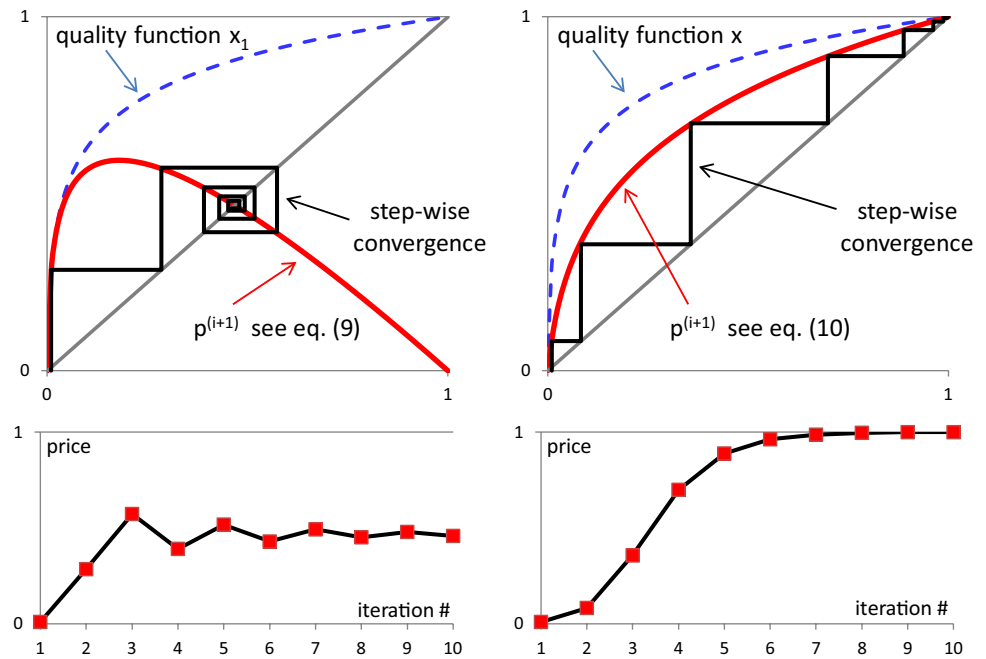 1
quality function x₁
step-wise
convergence
p⁽ⁱ⁺¹⁾ see eq. (9)
0
0 1
1
quality function x
step-wise
convergence
p⁽ⁱ⁺¹⁾ see eq. (10)
0
0 1
1
price
iteration #
0
1 2 3 4 5 6 7 8 9 10
1
price
iteration #
0
1 2 3 4 5 6 7 8 9 10